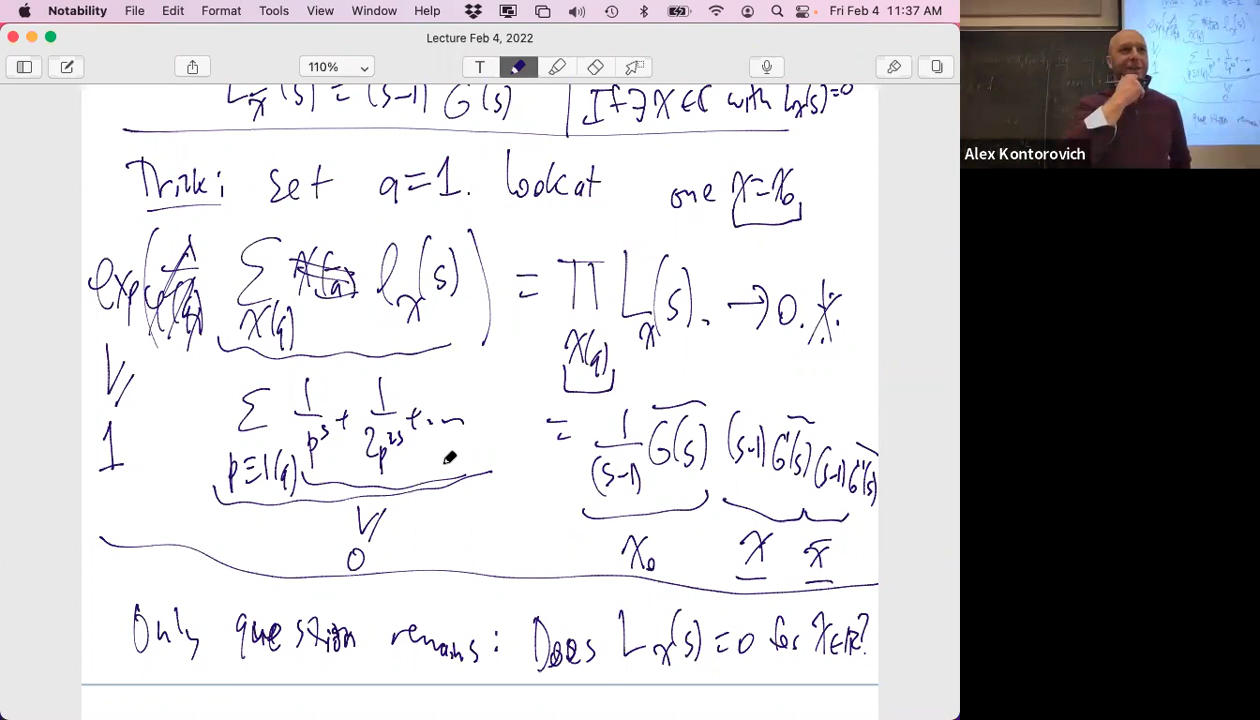 Notability File Edit Format Tools View Window Help Fri Feb 4 11:37 AM
Lecture Feb 4, 2022
110% T
L_χ̄(s) = (s-1) G(s) | If ∃ χ ∈ ℂ with L_χ(s)=0
Trick: Set a=1. look at one χ=χ₀
exp( Σ_χ(q) ℓ_χ(s) ) = Π_χ(q) L_χ(s). → 0.
V/
1
Σ_p≡1(q) 1/p^s + 1/2p^2s + ... = 1/(s-1) G(s) (s-1) G(s) (s-1) G(s)
V/
0
χ₀ χ χ̄
Only question remains: Does L_χ(s)=0 for χ∈ℝ?
Alex Kontorovich